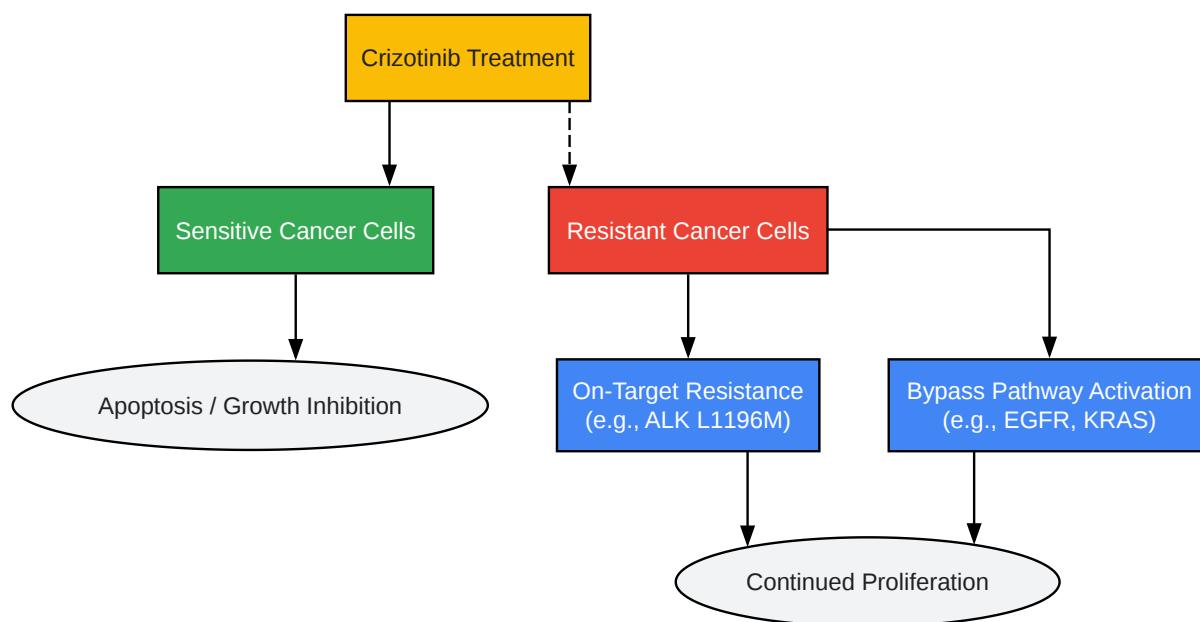 Crizotinib Treatment
Sensitive Cancer Cells
Resistant Cancer Cells
Apoptosis / Growth Inhibition
On-Target Resistance
(e.g., ALK L1196M)
Bypass Pathway Activation
(e.g., EGFR, KRAS)
Continued Proliferation